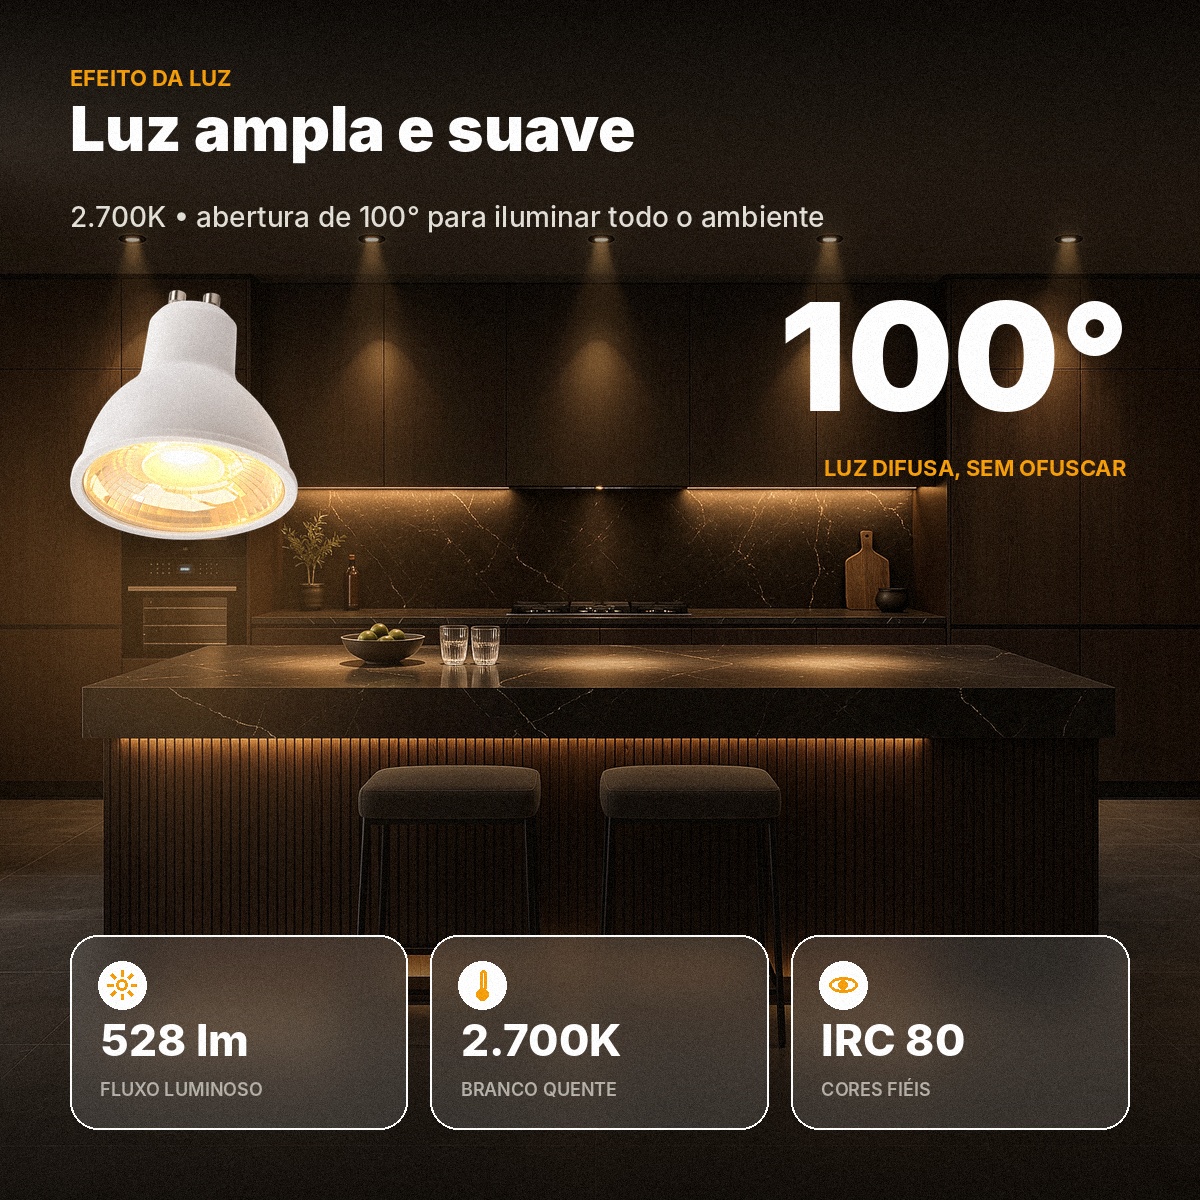 EFEITO DA LUZ
Luz ampla e suave
2.700K • abertura de 100° para iluminar todo o ambiente
100°
LUZ DIFUSA, SEM OFUSCAR
528 lm
FLUXO LUMINOSO
2.700K
BRANCO QUENTE
IRC 80
CORES FIÉIS